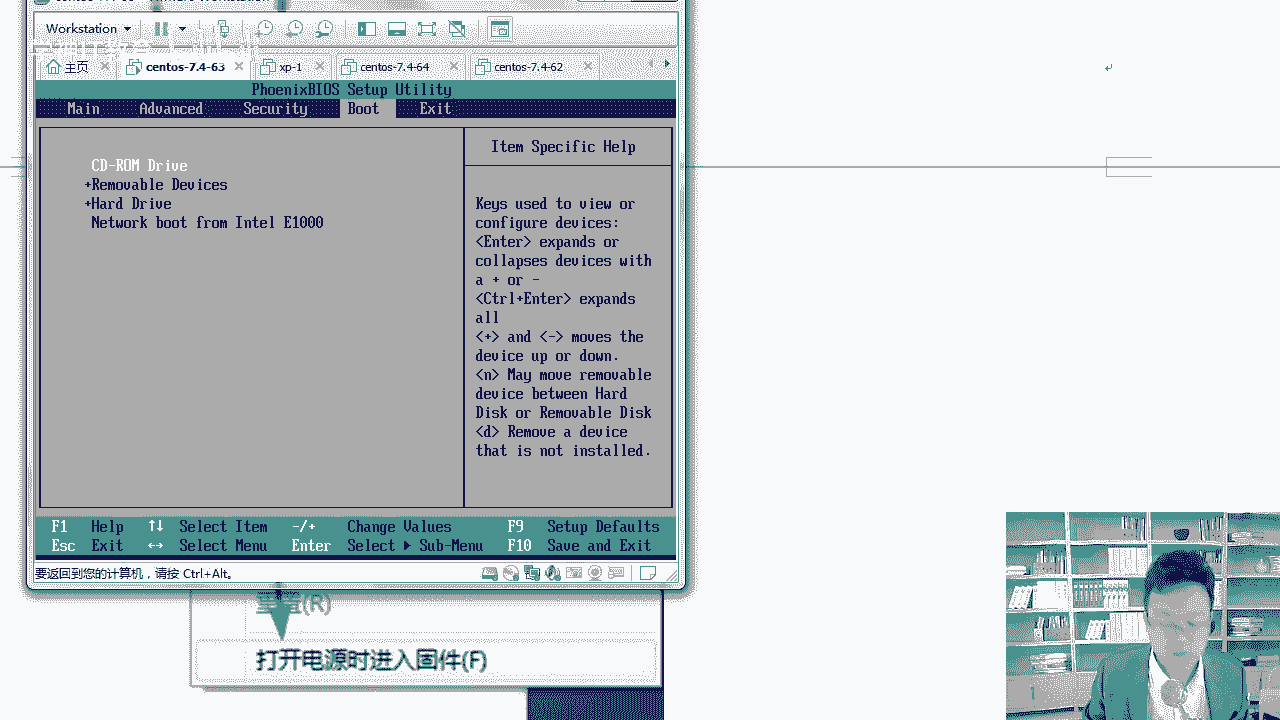 Workstation
主页 centos-7.4-63 xp-1 centos-7.4-64 centos-7.4-62
PhoenixBIOS Setup Utility
Main Advanced Security Boot Exit
CD-ROM Drive
+Removable Devices
+Hard Drive
Network boot from Intel E1000
Item Specific Help
Keys used to view or
configure devices:
<Enter> expands or
collapses devices with
a + or -
<Ctrl+Enter> expands
all
<+> and <-> moves the
device up or down.
<n> May move removable
device between Hard
Disk or Removable Disk
<d> Remove a device
that is not installed.
F1 Help ↑↓ Select Item -/+ Change Values F9 Setup Defaults
Esc Exit ↔ Select Menu Enter Select ▶ Sub-Menu F10 Save and Exit
要返回到您的计算机，请按 Ctrl+Alt。
(R)
打开电源时进入固件(F)